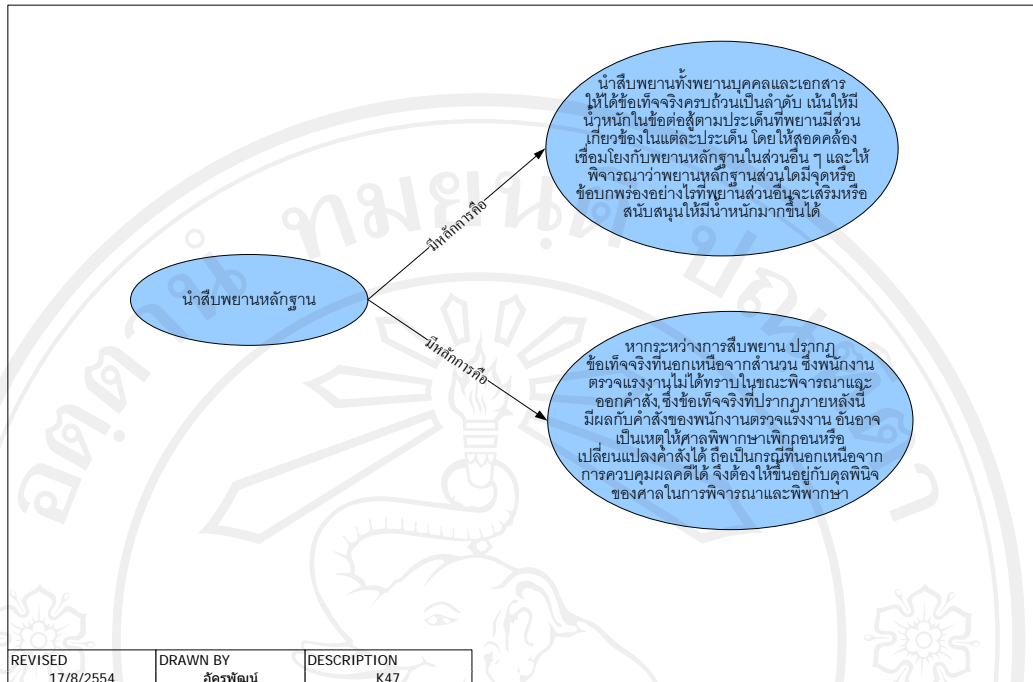 นำสืบพยานทั้งพยานบุคคลและเอกสาร
ให้ได้ข้อเท็จจริงครบถ้วนเป็นลำดับ เน้นให้มี
น้ำหนักในข้อต่อสู้ตามประเด็นที่พยานมีส่วน
เกี่ยวข้องในแต่ละประเด็น โดยให้สอดคล้อง
เชื่อมโยงกับพยานหลักฐานในส่วนอื่น ๆ และให้
พิจารณาว่าพยานหลักฐานส่วนใดมีจุดหรือ
ข้อบกพร่องอย่างไรที่พยานส่วนอื่นจะเสริมหรือ
สนับสนุนให้มีน้ำหนักมากขึ้นได้
มีหลักการคือ
นำสืบพยานหลักฐาน
มีหลักการคือ
หากระหว่างการสืบพยาน ปรากฏ
ข้อเท็จจริงที่นอกเหนือจากสำนวน ซึ่งพนักงาน
ตรวจแรงงานไม่ได้ทราบในขณะพิจารณาและ
ออกคำสั่ง ซึ่งข้อเท็จจริงที่ปรากฏภายหลังนี้
มีผลกับคำสั่งของพนักงานตรวจแรงงาน อันอาจ
เป็นเหตุให้ศาลพิพากษาเพิกถอนหรือ
เปลี่ยนแปลงคำสั่งได้ ถือเป็นกรณีที่นอกเหนือจาก
การควบคุมผลคดีได้ จึงต้องให้ขึ้นอยู่กับดุลพินิจ
ของศาลในการพิจารณาและพิพากษา
REVISED DRAWN BY DESCRIPTION
17/8/2554 อัครพัฒน์ K47